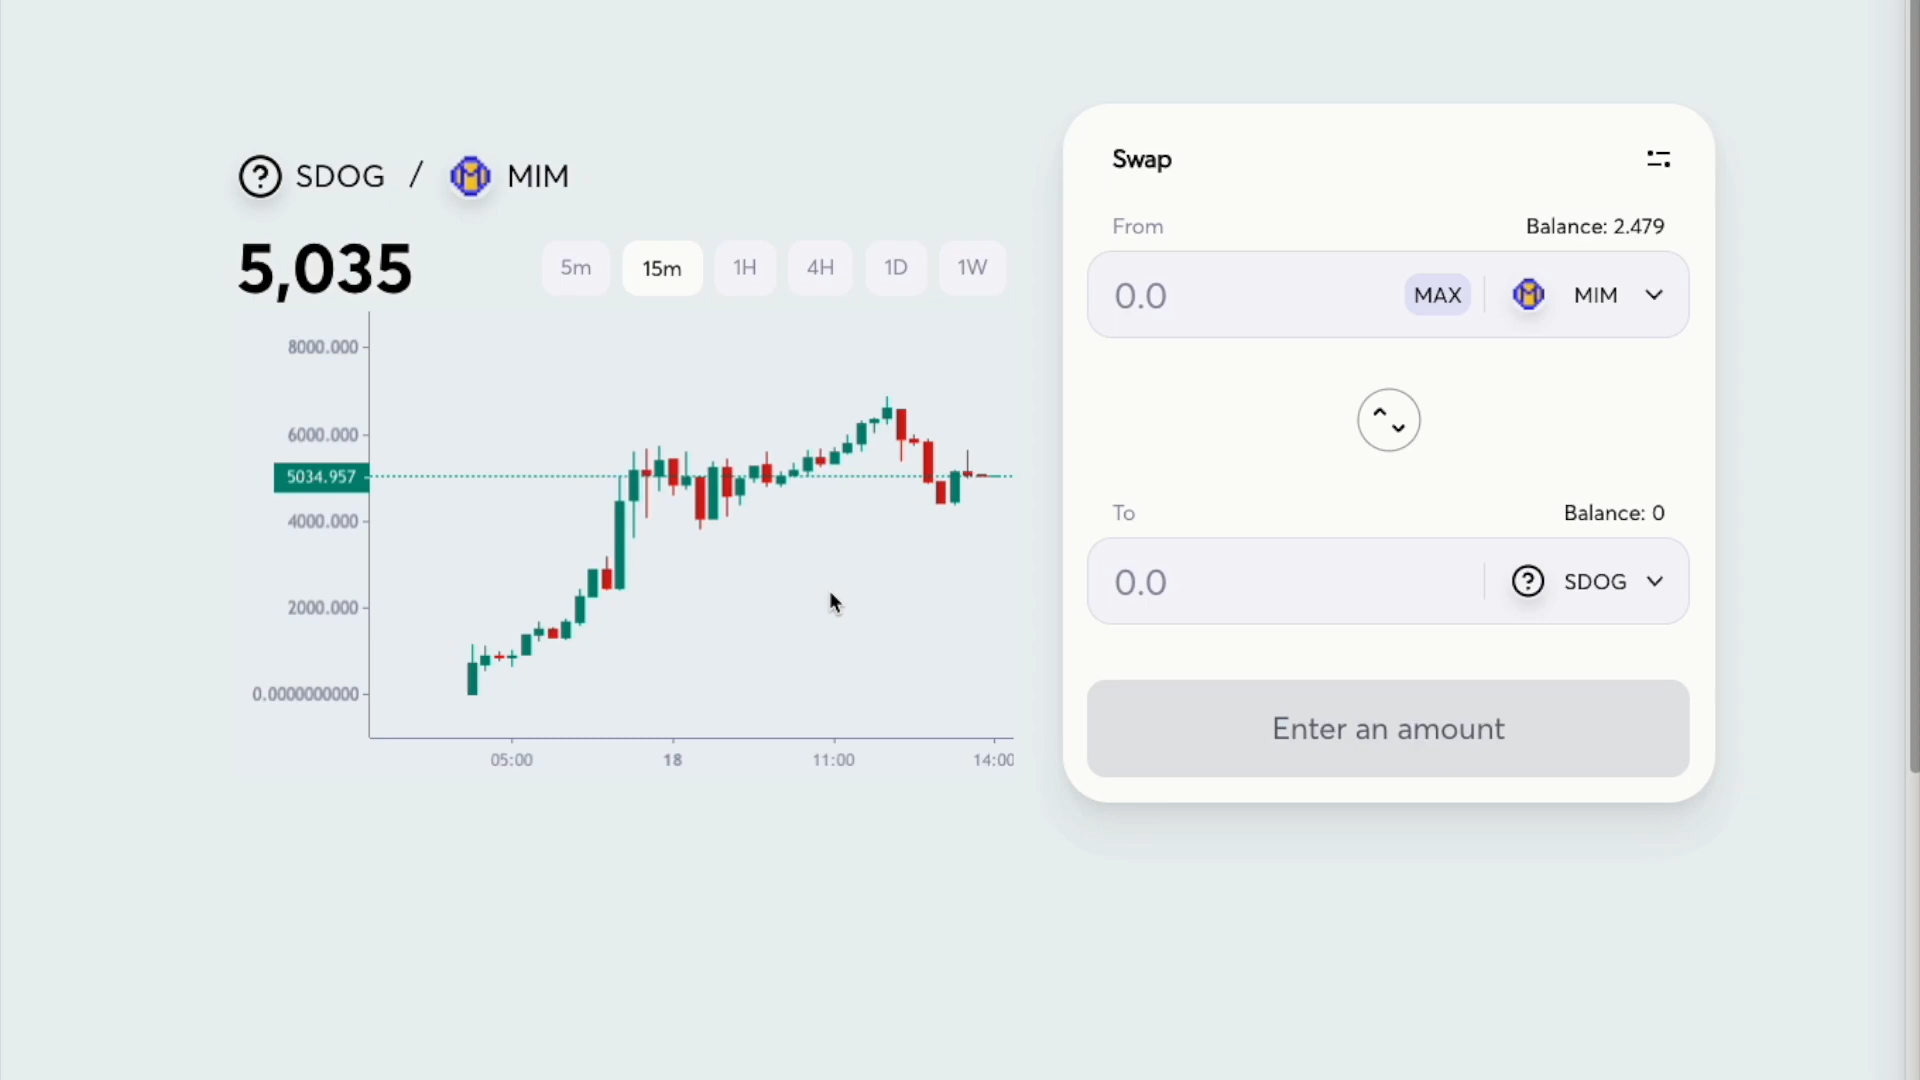 SDOG / MIM
5,035
5m 15m 1H 4H 1D 1W
8000.000
6000.000
5034.957
4000.000
2000.000
0.0000000000
05:00 18 11:00 14:00
Swap
From Balance: 2.479
0.0 MAX MIM
To Balance: 0
0.0 SDOG
Enter an amount